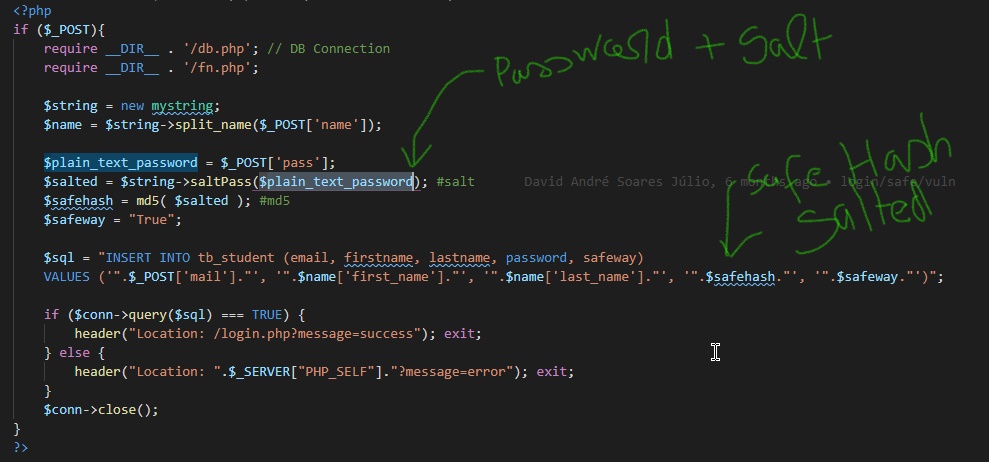 <?php
if ($_POST){
    require __DIR__ . '/db.php'; // DB Connection
    require __DIR__ . '/fn.php';
Password + Salt
    $string = new mystring;
    $name = $string->split_name($_POST['name']);
    $plain_text_password = $_POST['pass'];
    $salted = $string->saltPass($plain_text_password); #salt David André Soares Júlio, 6 months ago • login/safe/vuln
Safe Hash
Salted
    $safehash = md5( $salted ); #md5
    $safeway = "True";
    $sql = "INSERT INTO tb_student (email, firstname, lastname, password, safeway)
    VALUES ('".$_POST['mail']."', '".$name['first_name']."', '".$name['last_name']."', '".$safehash."', '".$safeway."')";
    if ($conn->query($sql) === TRUE) {
        header("Location: /login.php?message=success"); exit;
    } else {
        header("Location: ".$_SERVER["PHP_SELF"]."?message=error"); exit;
    }
    $conn->close();
}
?>